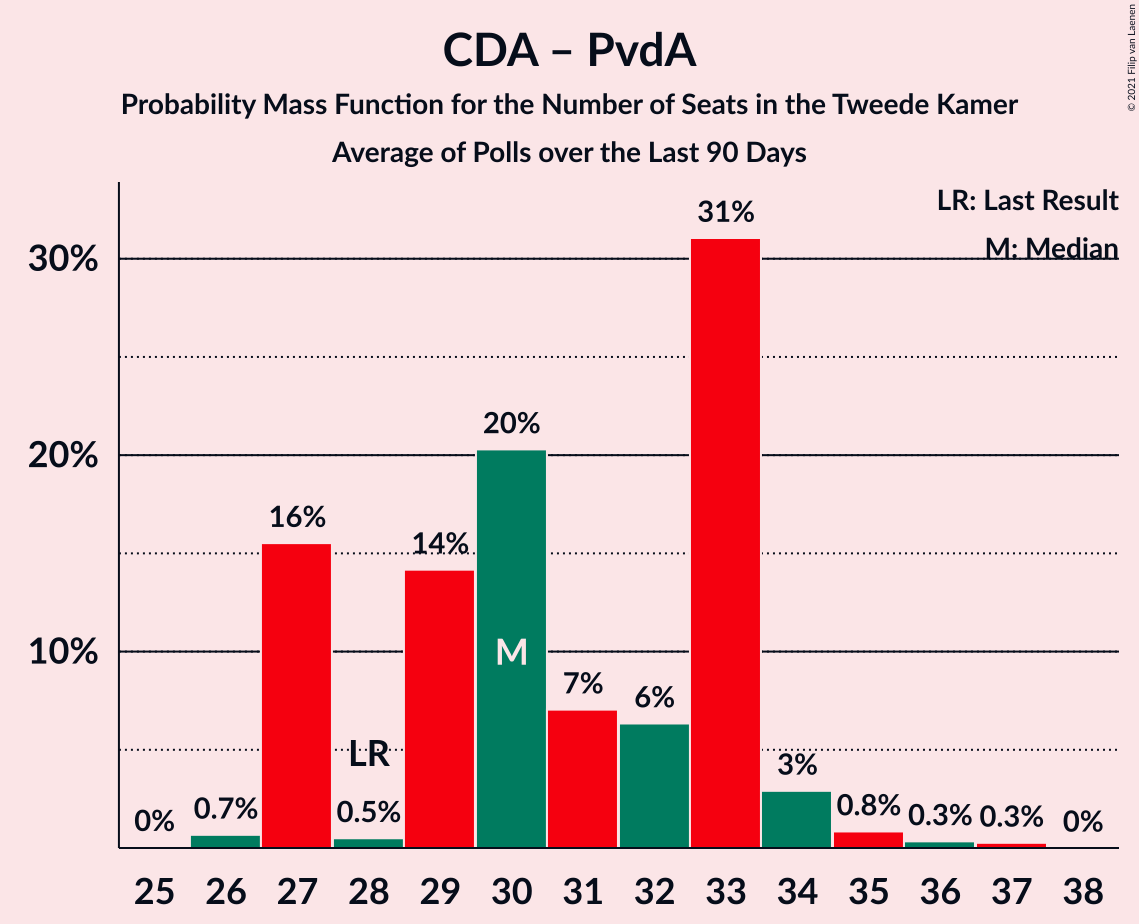 CDA – PvdA
Probability Mass Function for the Number of Seats in the Tweede Kamer
Average of Polls over the Last 90 Days
© 2021 Filip van Laenen
LR: Last Result
M: Median
30%
20%
10%
0%
0.7%
16%
0.5%
LR
14%
20%
M
7%
6%
31%
3%
0.8%
0.3%
0.3%
0%
25 26 27 28 29 30 31 32 33 34 35 36 37 38